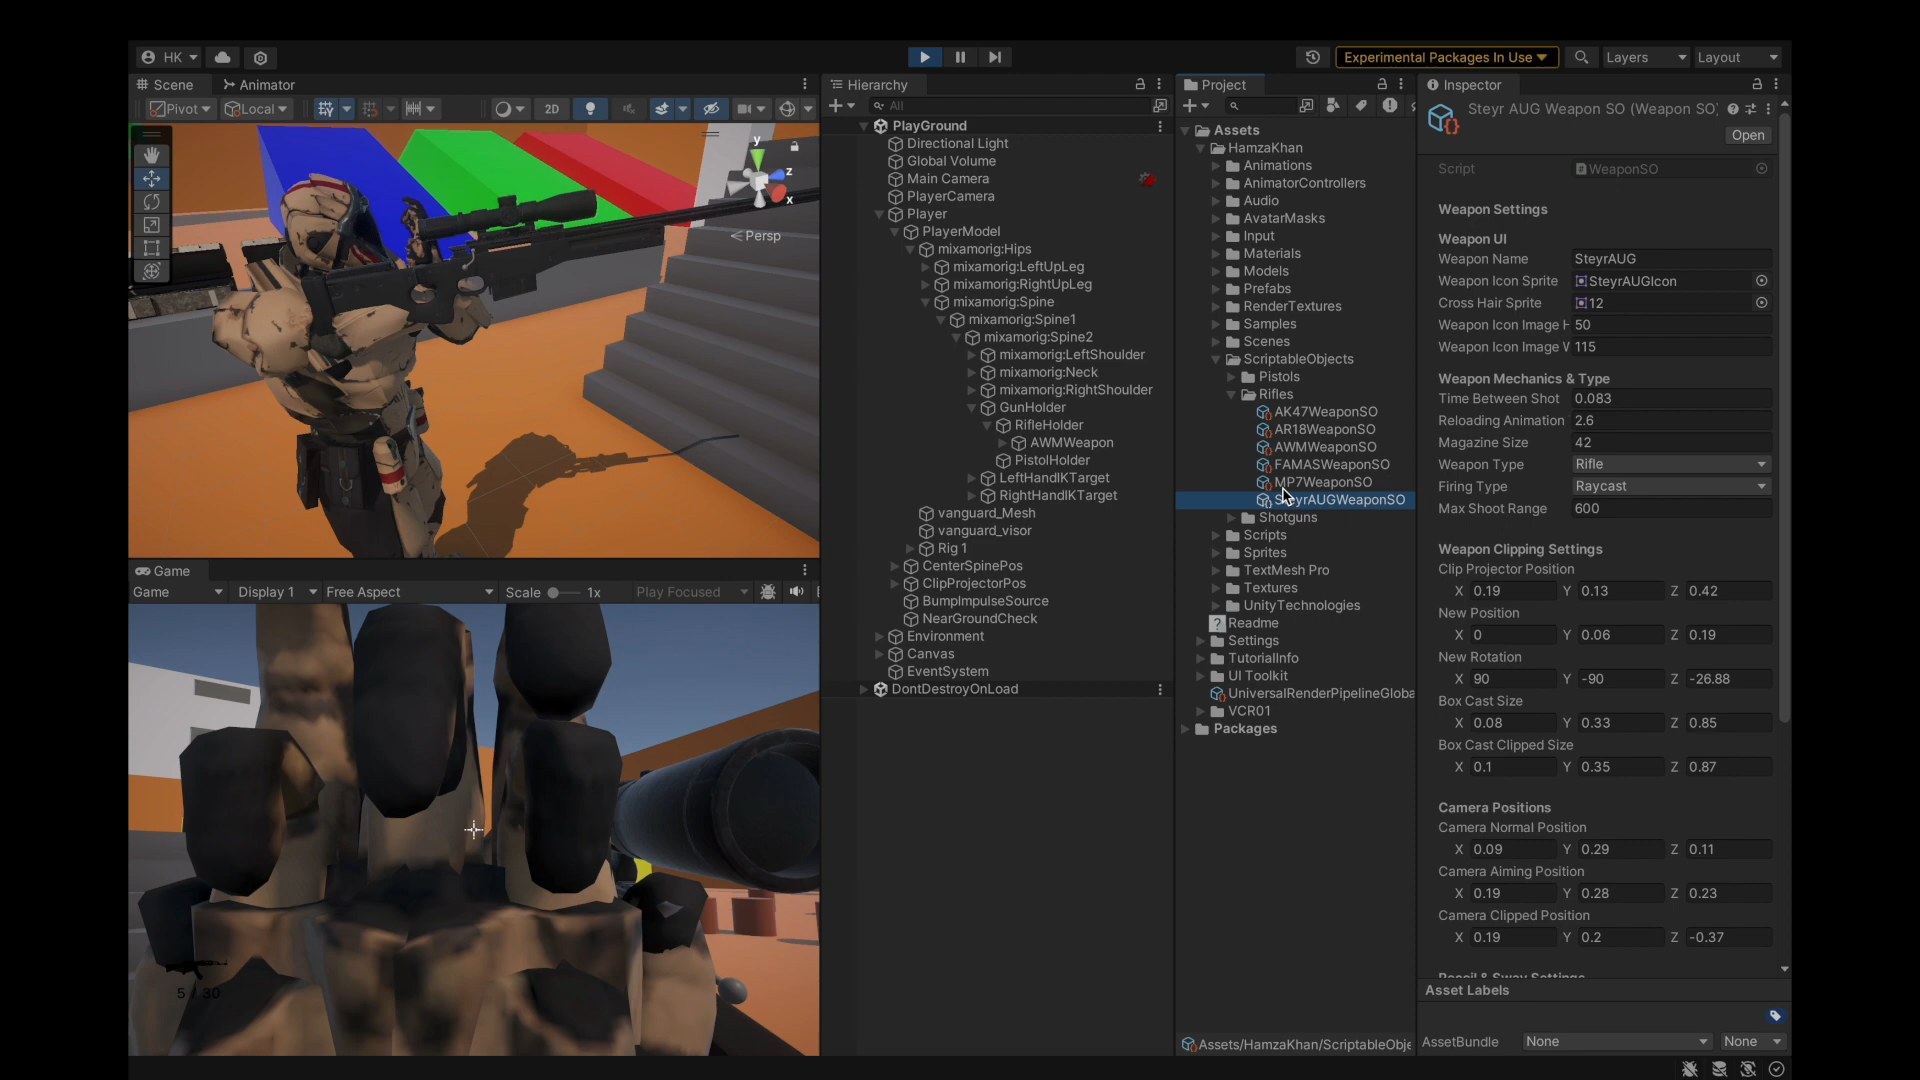 HK
Experimental Packages In Use
Layers
Layout
Scene
Animator
Pivot
Local
2D
y
z
x
Persp
Game
Game
Display 1
Free Aspect
Scale
1x
Play Focused
5 / 30
Hierarchy
All
PlayGround
Directional Light
Global Volume
Main Camera
PlayerCamera
Player
PlayerModel
mixamorig:Hips
mixamorig:LeftUpLeg
mixamorig:RightUpLeg
mixamorig:Spine
mixamorig:Spine1
mixamorig:Spine2
mixamorig:LeftShoulder
mixamorig:Neck
mixamorig:RightShoulder
GunHolder
RifleHolder
AWMWeapon
PistolHolder
LeftHandIKTarget
RightHandIKTarget
vanguard_Mesh
vanguard_visor
Rig 1
CenterSpinePos
ClipProjectorPos
BumpImpulseSource
NearGroundCheck
Environment
Canvas
EventSystem
DontDestroyOnLoad
Project
Assets
HamzaKhan
Animations
AnimatorControllers
Audio
AvatarMasks
Input
Materials
Models
Prefabs
RenderTextures
Samples
Scenes
ScriptableObjects
Pistols
Rifles
AK47WeaponSO
AR18WeaponSO
AWMWeaponSO
FAMASWeaponSO
MP7WeaponSO
SteyrAUGWeaponSO
Shotguns
Scripts
Sprites
TextMesh Pro
Textures
UnityTechnologies
Readme
Settings
TutorialInfo
UI Toolkit
UniversalRenderPipelineGloba
VCR01
Packages
Assets/HamzaKhan/ScriptableObje
Inspector
Steyr AUG Weapon SO (Weapon SO)
Open
Script WeaponSO
Weapon Settings
Weapon UI
Weapon Name SteyrAUG
Weapon Icon Sprite SteyrAUGIcon
Cross Hair Sprite 12
Weapon Icon Image H 50
Weapon Icon Image W 115
Weapon Mechanics & Type
Time Between Shot 0.083
Reloading Animation 2.6
Magazine Size 42
Weapon Type Rifle
Firing Type Raycast
Max Shoot Range 600
Weapon Clipping Settings
Clip Projector Position
X 0.19 Y 0.13 Z 0.42
New Position
X 0 Y 0.06 Z 0.19
New Rotation
X 90 Y -90 Z -26.88
Box Cast Size
X 0.08 Y 0.33 Z 0.85
Box Cast Clipped Size
X 0.1 Y 0.35 Z 0.87
Camera Positions
Camera Normal Position
X 0.09 Y 0.29 Z 0.11
Camera Aiming Position
X 0.19 Y 0.28 Z 0.23
Camera Clipped Position
X 0.19 Y 0.2 Z -0.37
Recoil & Sway Settings
Asset Labels
AssetBundle None None